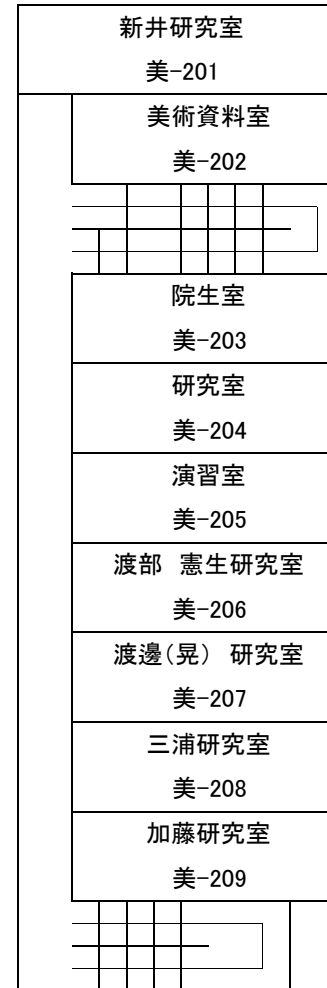 新井研究室
美-201
美術資料室
美-202
院生室
美-203
研究室
美-204
演習室
美-205
渡部　憲生研究室
美-206
渡邊(晃)　研究室
美-207
三浦研究室
美-208
加藤研究室
美-209